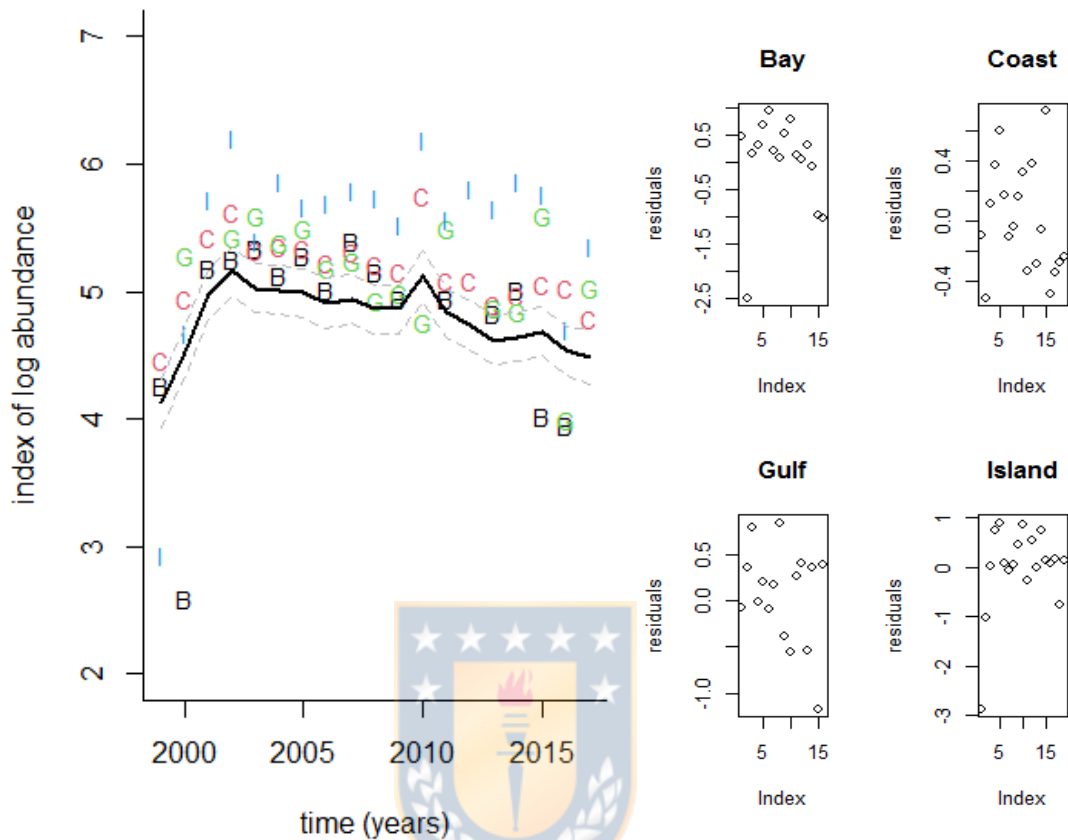 index of log abundance
7
6
5
4
3
2
I I I I I I I I I I I I I I I I I I I
C C C C C C C C C C C C C C C C C C C
G G G G G G G G G G G G G G G G
B B B B B B B B B B B B B B B B
2000 2005 2010 2015
time (years)
Bay
residuals
0.5
-0.5
-1.5
-2.5
5 15
Index
Coast
residuals
0.4
0.0
-0.4
5 15
Index
Gulf
residuals
0.5
0.0
-1.0
5 15
Index
Island
residuals
1
0
-1
-2
-3
5 15
Index